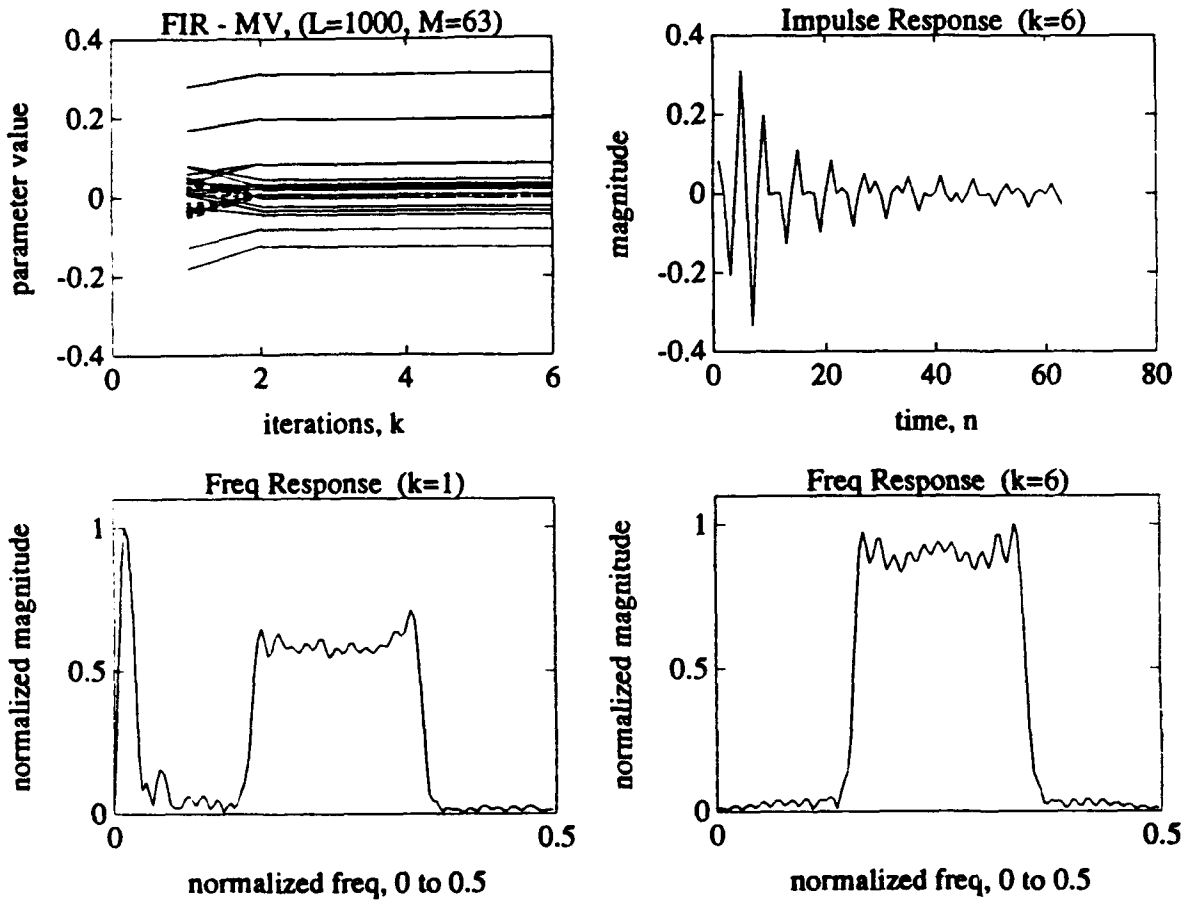 FIR - MV, (L=1000, M=63)
0.4
0.2
0
-0.2
-0.4
parameter value
0
2
4
6
iterations, k
Impulse Response (k=6)
0.4
0.2
0
-0.2
-0.4
magnitude
0
20
40
60
80
time, n
Freq Response (k=1)
1
0.5
0
normalized magnitude
0
0.5
normalized freq, 0 to 0.5
Freq Response (k=6)
1
0.5
0
normalized magnitude
0
0.5
normalized freq, 0 to 0.5